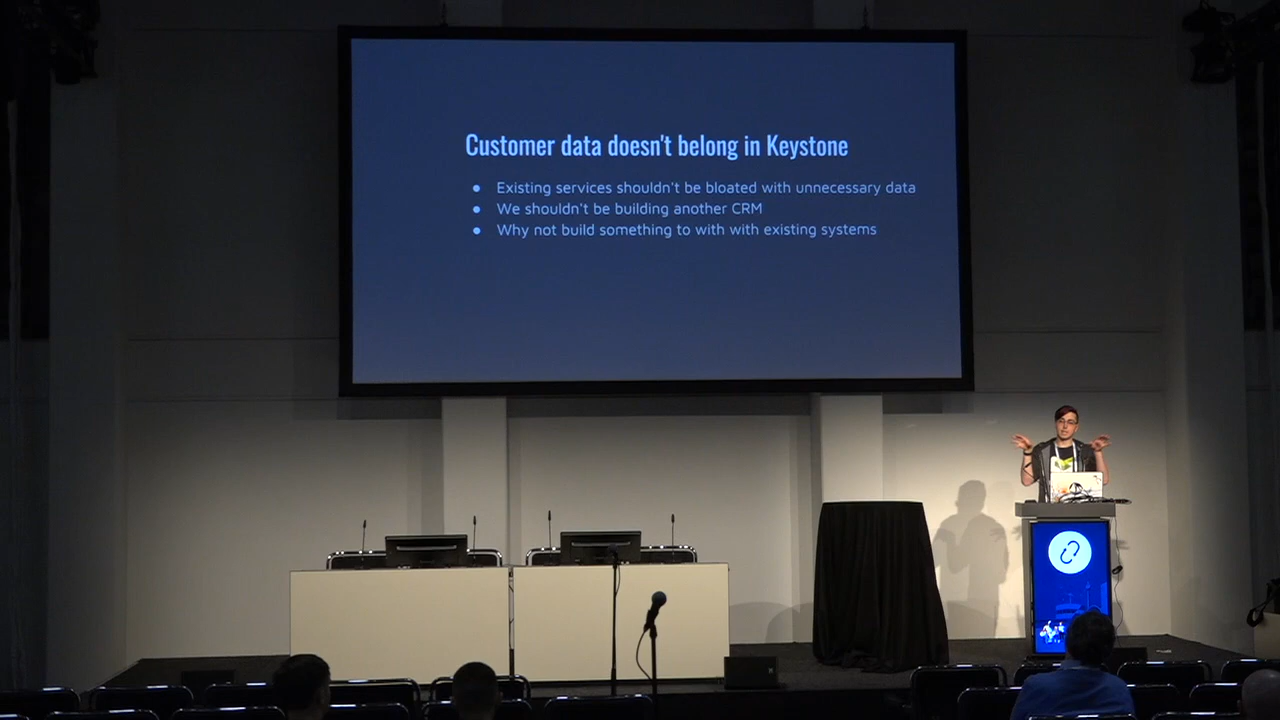 Customer data doesn't belong in Keystone
● Existing services shouldn't be bloated with unnecessary data
● We shouldn't be building another CRM
● Why not build something to with with existing systems